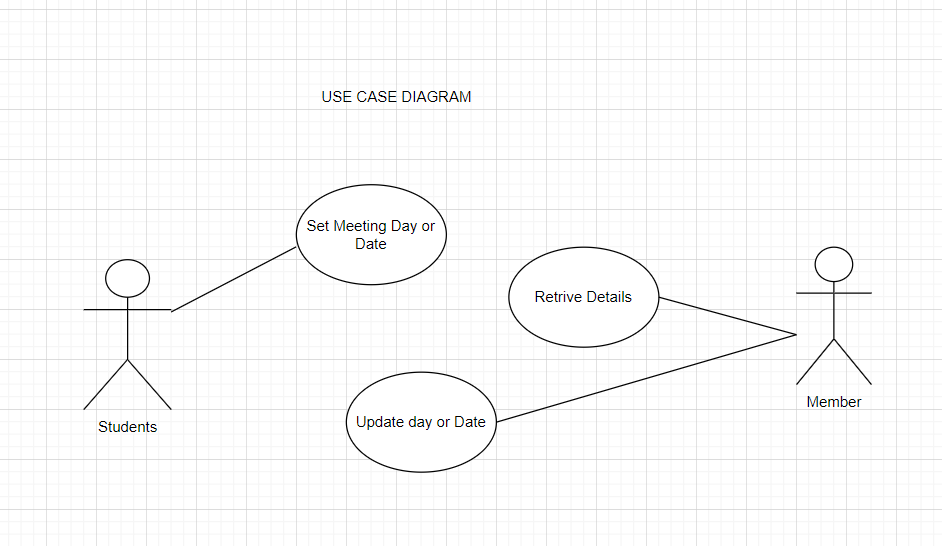 USE CASE DIAGRAM
Set Meeting Day or
Date
Retrive Details
Member
Update day or Date
Students